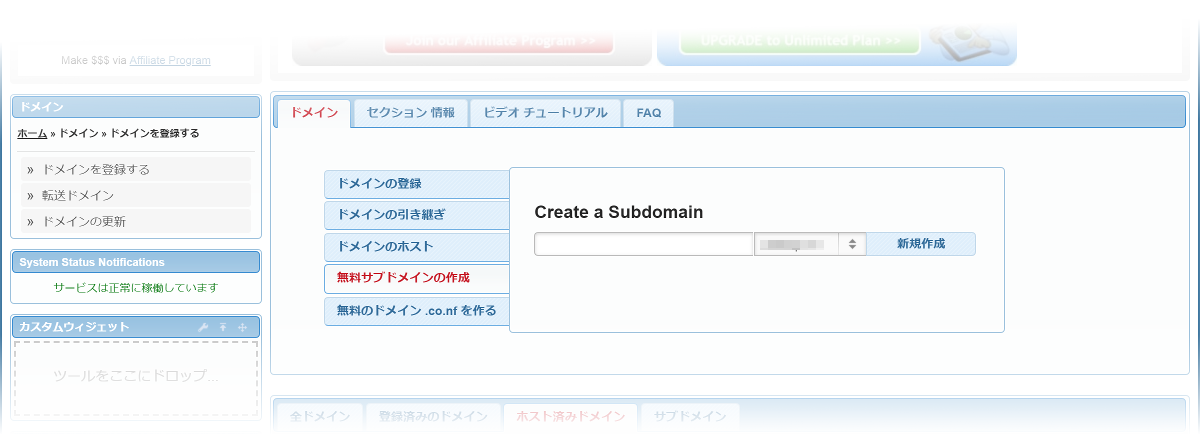 Join our Affiliate Program >>
UPGRADE to Unlimited Plan >>
Make $$$ via Affiliate Program
ドメイン
ホーム » ドメイン » ドメインを登録する
» ドメインを登録する
» 転送ドメイン
» ドメインの更新
System Status Notifications
サービスは正常に稼働しています
カスタムウィジェット
ツールをここにドロップ...
ドメイン セクション 情報 ビデオ チュートリアル FAQ
ドメインの登録
ドメインの引き継ぎ
ドメインのホスト
無料サブドメインの作成
無料のドメイン .co.nf を作る
Create a Subdomain
新規作成
全ドメイン 登録済みのドメイン ホスト済みドメイン サブドメイン